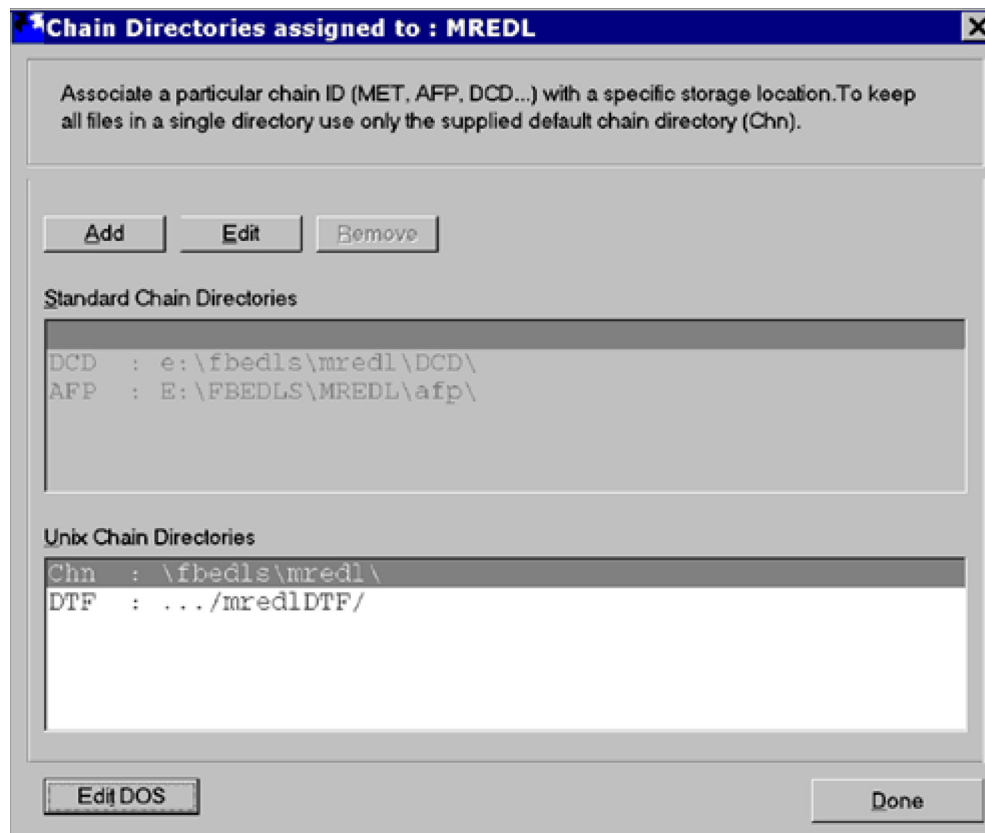 Chain Directories assigned to : MREDL
Associate a particular chain ID (MET, AFP, DCD...) with a specific storage location.To keep
all files in a single directory use only the supplied default chain directory (Chn).
Add Edit Remove
Standard Chain Directories
DCD : e:\fbedls\mredl\DCD\
AFP : E:\FBEDLS\MREDL\afp\
Unix Chain Directories
Chn : \fbedls\mredl\
DTF : .../mredlDTF/
Edit DOS
Done